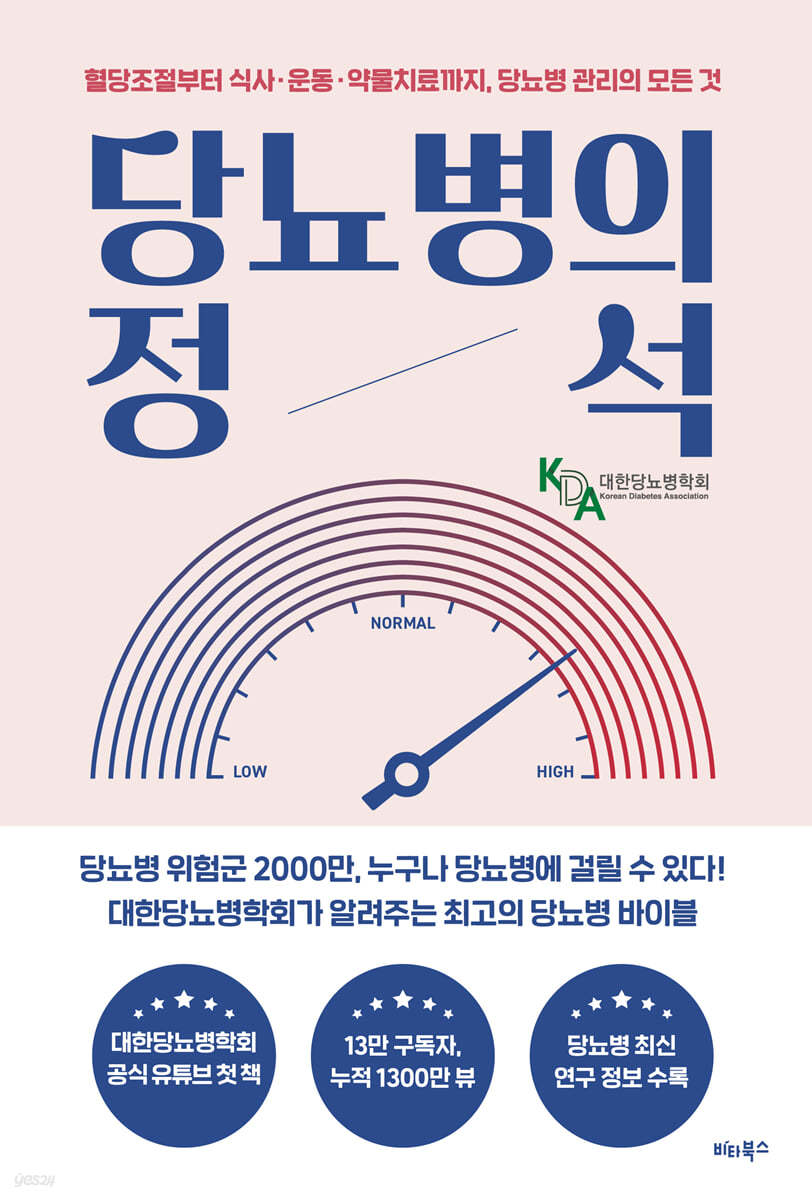 혈당조절부터 식사·운동·약물치료까지, 당뇨병 관리의 모든 것
당뇨병의
정석
KDA 대한당뇨병학회
Korean Diabetes Association
NORMAL
LOW
HIGH
당뇨병 위험군 2000만, 누구나 당뇨병에 걸릴 수 있다!
대한당뇨병학회가 알려주는 최고의 당뇨병 바이블
대한당뇨병학회
공식 유튜브 첫 책
13만 구독자,
누적 1300만 뷰
당뇨병 최신
연구 정보 수록
비타북스
yes24